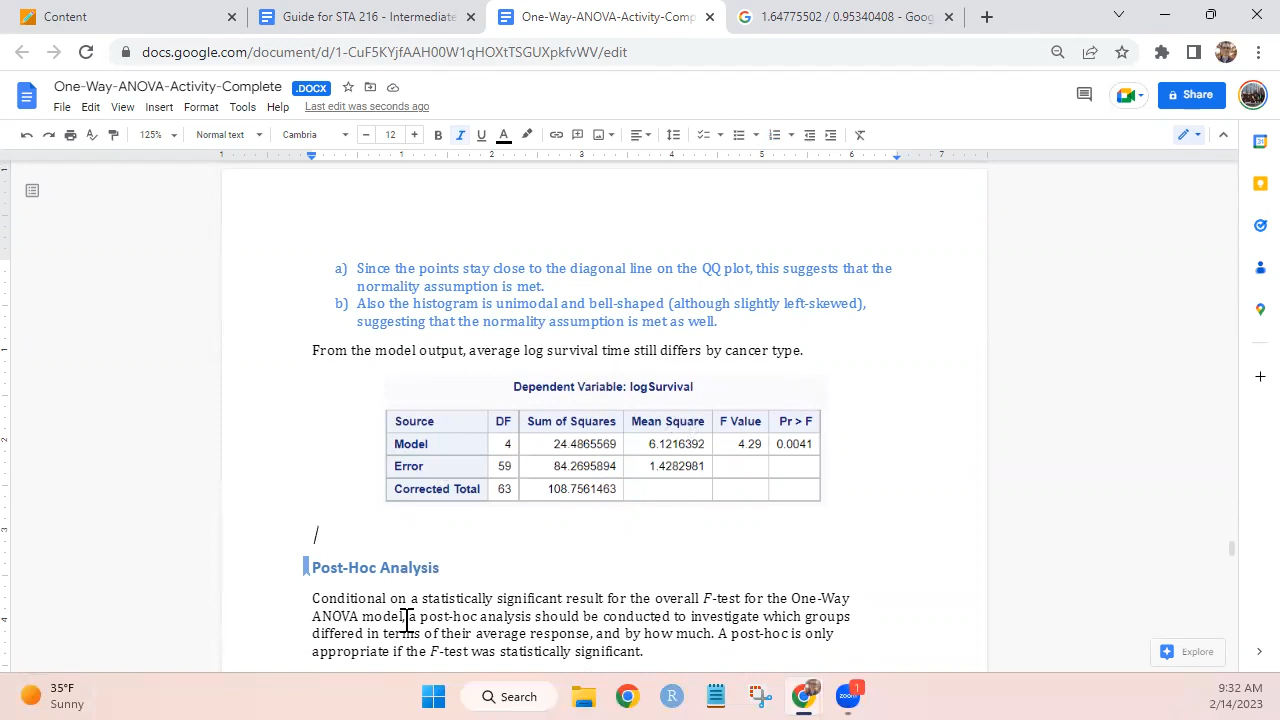 Content
Guide for STA 216 - Intermediate
One-Way-ANOVA-Activity-Comp
1.64775502 / 0.95340408 - Goog
docs.google.com/document/d/1-CuF5KYjfAAH00W1qHOXtTSGUXpkfvWV/edit
One-Way-ANOVA-Activity-Complete
.DOCX
File Edit View Insert Format Tools Help Last edit was seconds ago
Share
125% Normal text Cambria 12 B I U A
1 1 2 3 4 5 6 7
a) Since the points stay close to the diagonal line on the QQ plot, this suggests that the
normality assumption is met.
b) Also the histogram is unimodal and bell-shaped (although slightly left-skewed),
suggesting that the normality assumption is met as well.
From the model output, average log survival time still differs by cancer type.
Dependent Variable: logSurvival
Source DF Sum of Squares Mean Square F Value Pr > F
Model 4 24.4865569 6.1216392 4.29 0.0041
Error 59 84.2695894 1.4282981
Corrected Total 63 108.7561463
Post-Hoc Analysis
Conditional on a statistically significant result for the overall F-test for the One-Way
ANOVA model, a post-hoc analysis should be conducted to investigate which groups
differed in terms of their average response, and by how much. A post-hoc is only
appropriate if the F-test was statistically significant.
Explore
35°F
Sunny
Search
R
zoom
1
9:32 AM
2/14/2023